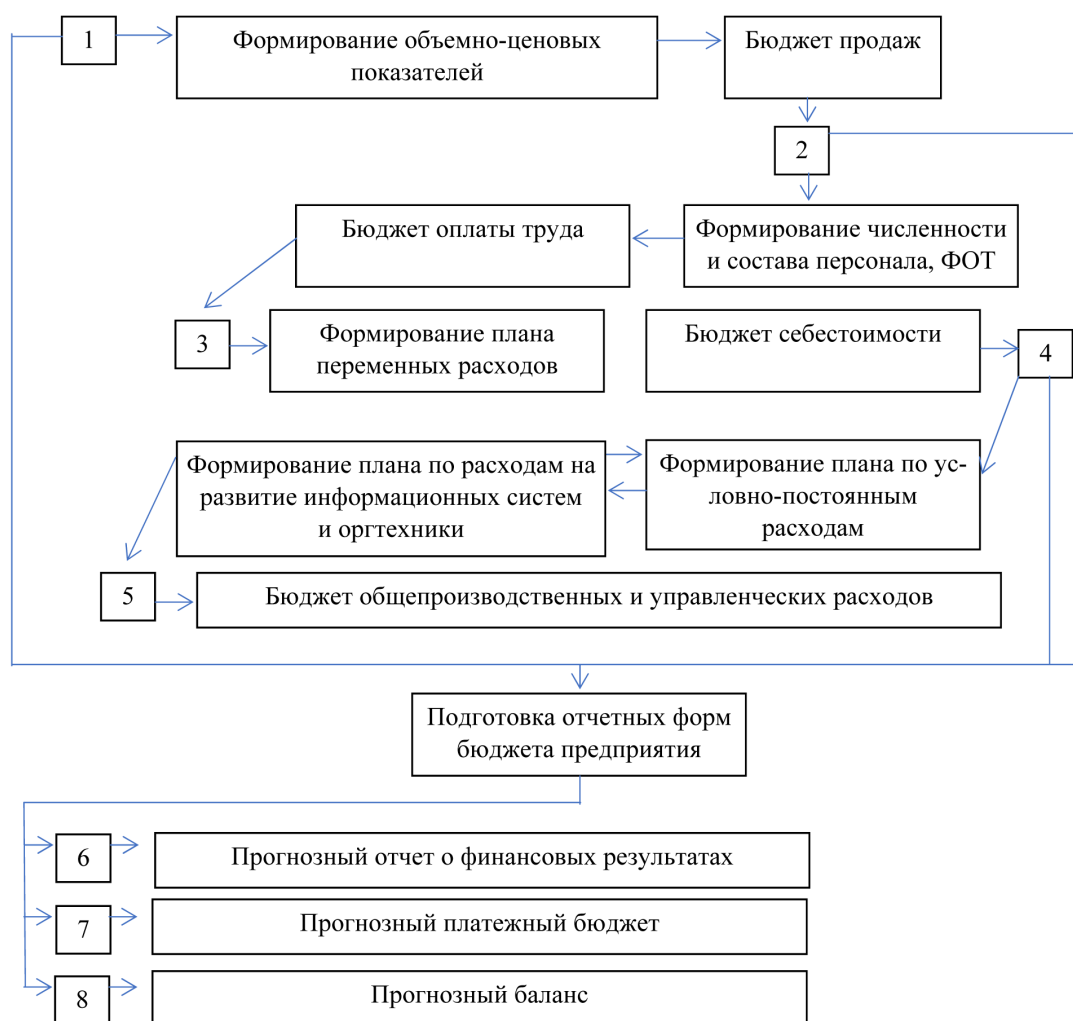 1
Формирование объемно-ценовых
показателей
Бюджет продаж
2
Бюджет оплаты труда
Формирование численности
и состава персонала, ФОТ
3
Формирование плана
переменных расходов
Бюджет себестоимости
4
Формирование плана по расходам на
развитие информационных систем
и оргтехники
Формирование плана по ус-
ловно-постоянным
расходам
5
Бюджет общепроизводственных и управленческих расходов
Подготовка отчетных форм
бюджета предприятия
6
Прогнозный отчет о финансовых результатах
7
Прогнозный платежный бюджет
8
Прогнозный баланс